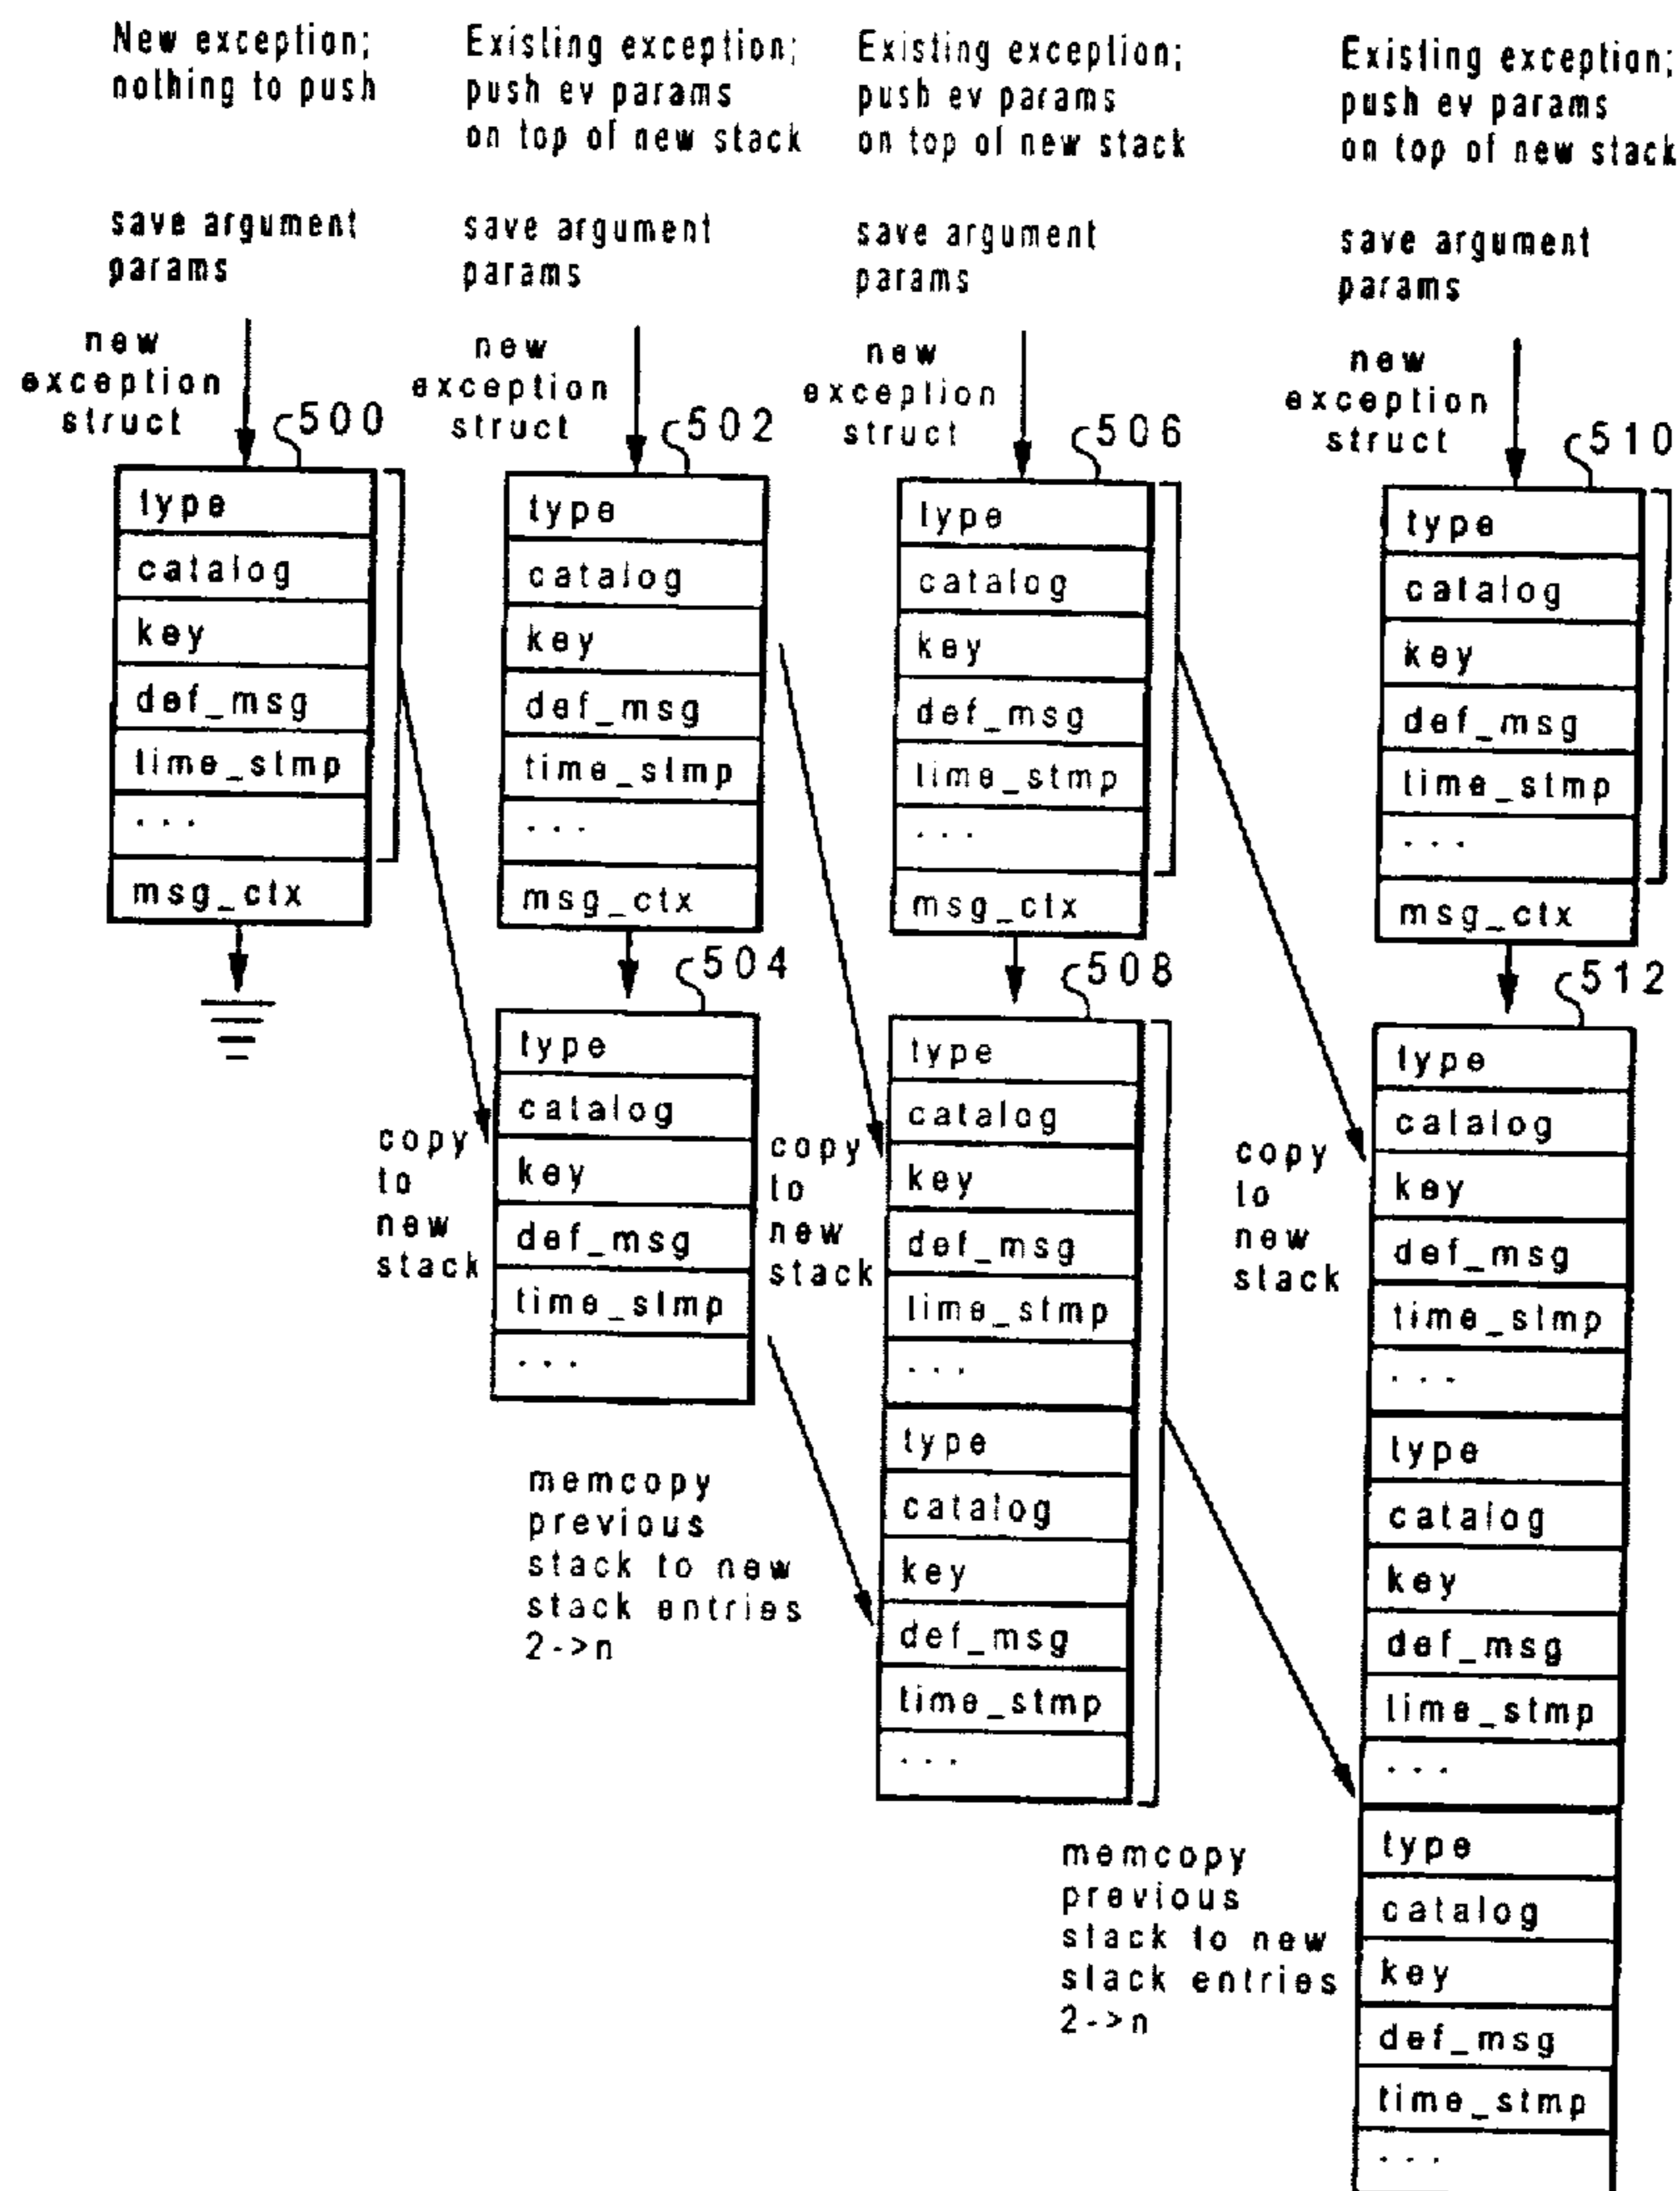 New exception;
nothing to push
save argument
params
new
exception
struct
500
type
catalog
key
def_msg
time_stmp
...
msg_ctx
Existing exception;
push ev params
on top of new stack
save argument
params
new
exception
struct
502
type
catalog
key
def_msg
time_stmp
...
msg_ctx
504
type
catalog
key
def_msg
time_stmp
...
copy
to
new
stack
memcopy
previous
stack to new
stack entries
2->n
Existing exception;
push ev params
on top of new stack
save argument
params
new
exception
struct
506
type
catalog
key
def_msg
time_stmp
...
msg_ctx
508
type
catalog
key
def_msg
time_stmp
...
type
catalog
key
def_msg
time_stmp
...
copy
to
new
stack
memcopy
previous
stack to new
stack entries
2->n
Existing exception;
push ev params
on top of new stack
save argument
params
new
exception
struct
510
type
catalog
key
def_msg
time_stmp
...
msg_ctx
512
type
catalog
key
def_msg
time_stmp
...
type
catalog
key
def_msg
time_stmp
...
type
catalog
key
def_msg
time_stmp
...
copy
to
new
stack